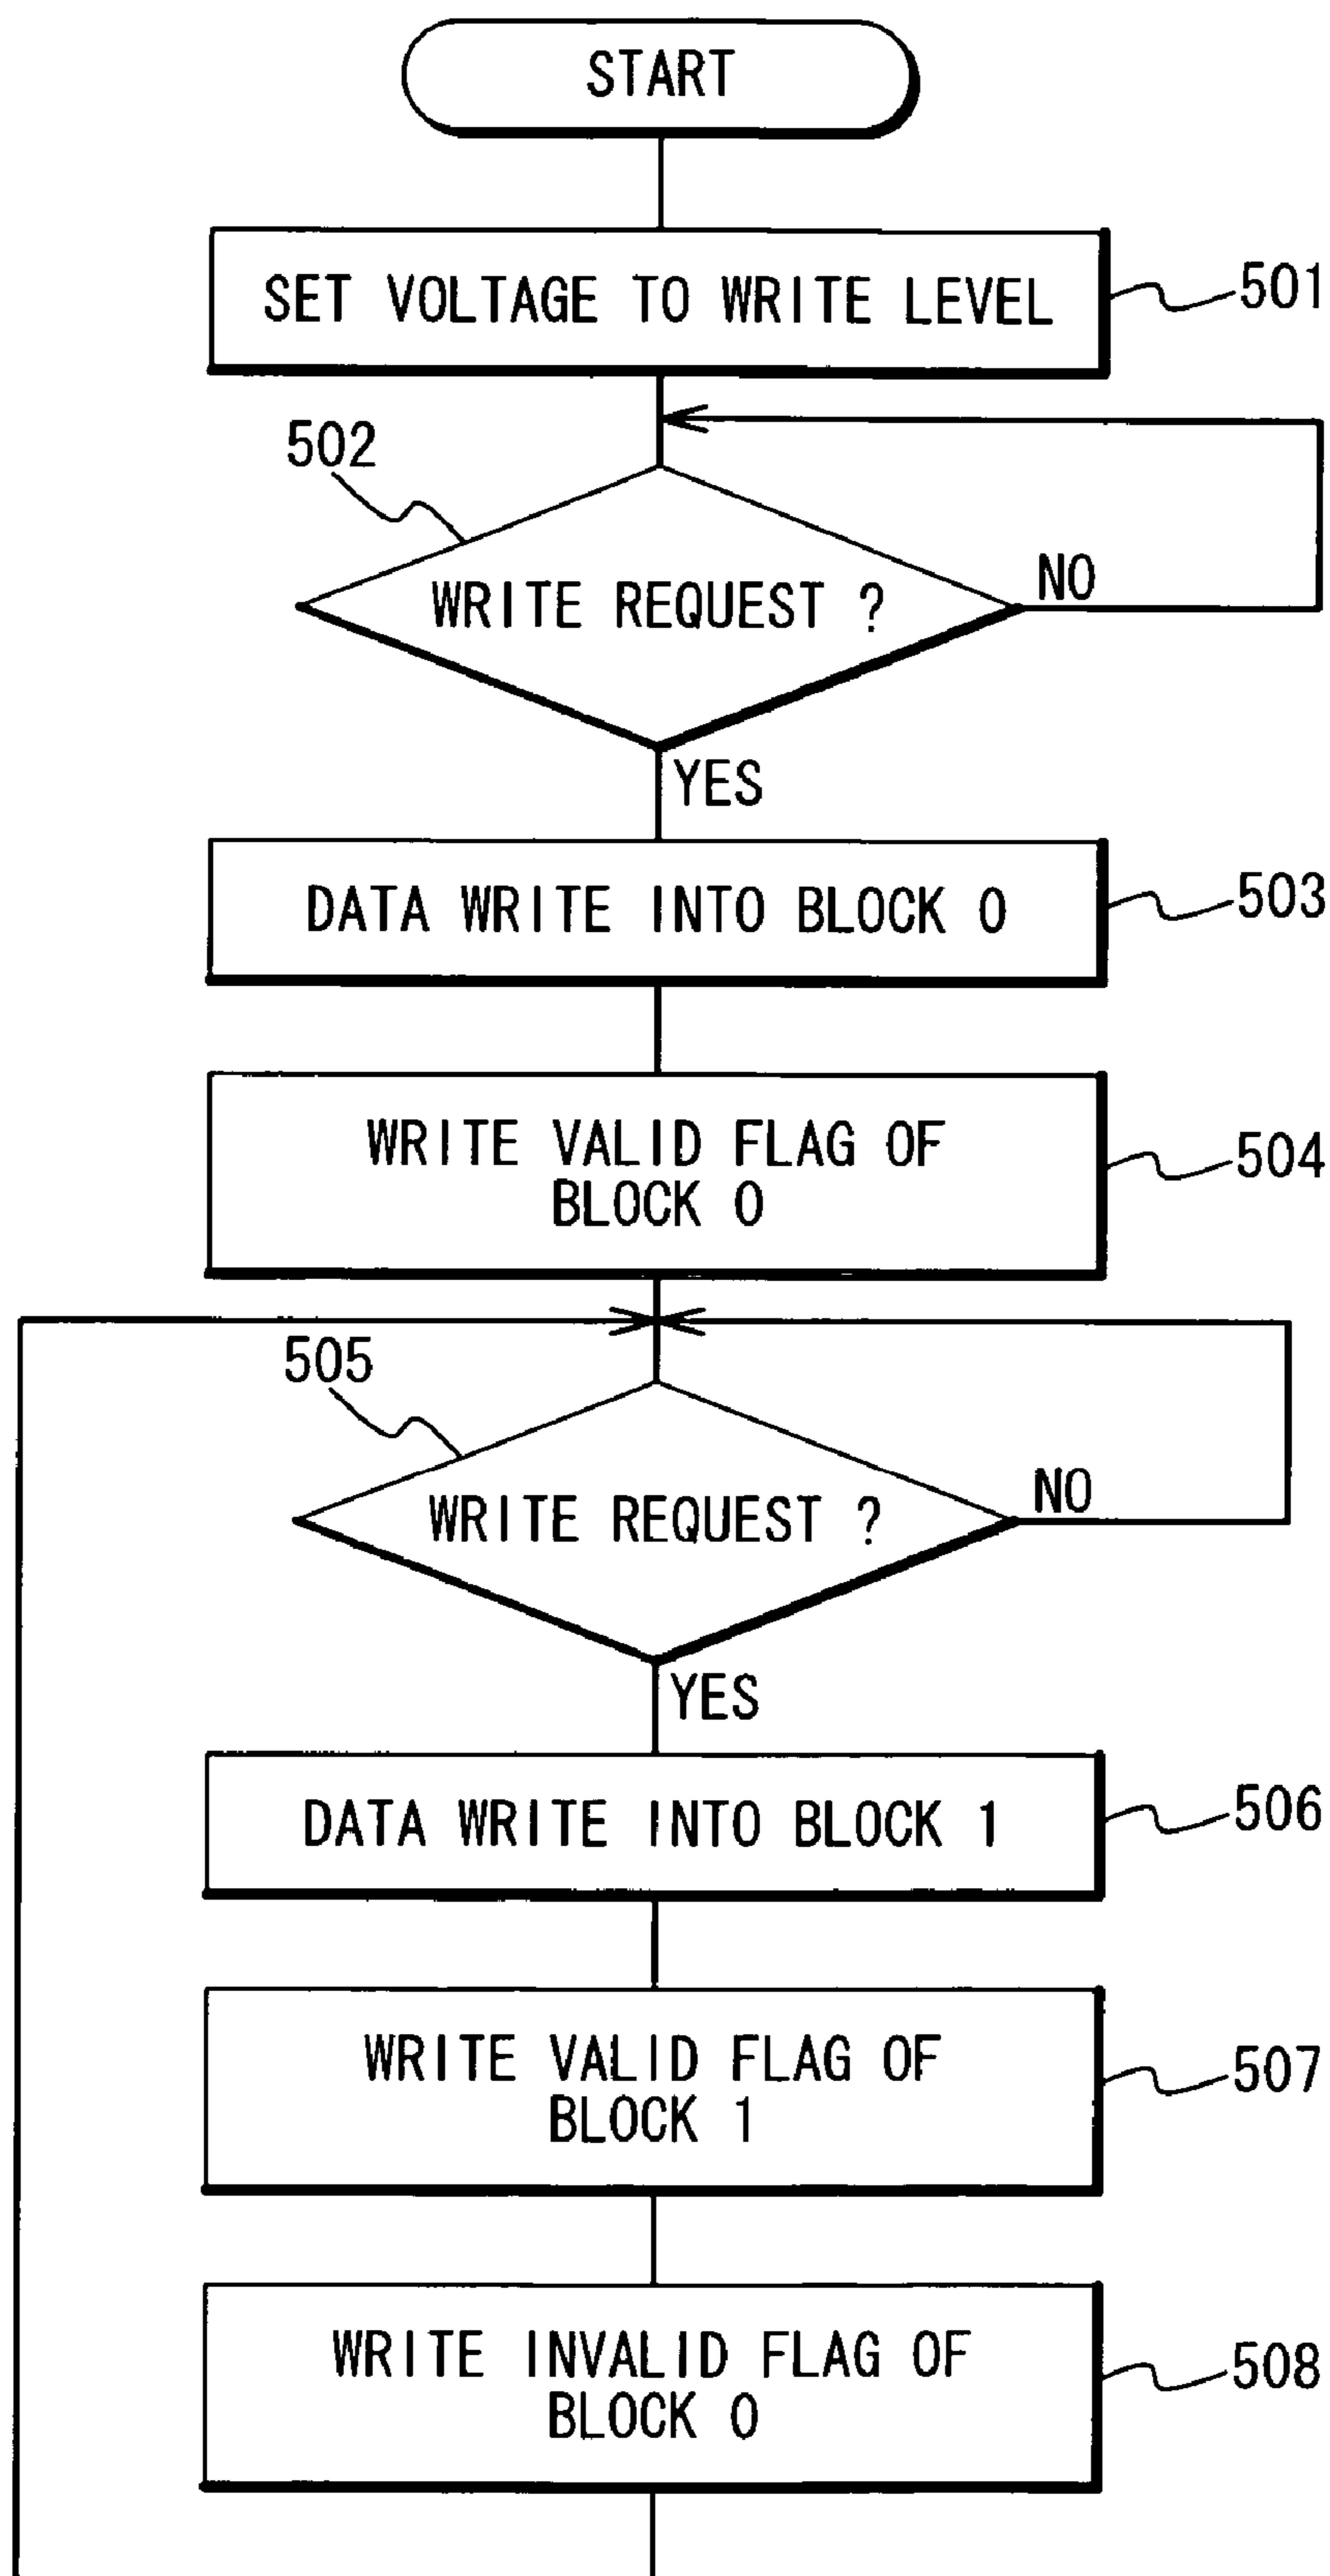 START
SET VOLTAGE TO WRITE LEVEL
501
502
WRITE REQUEST ?
NO
YES
DATA WRITE INTO BLOCK 0
503
WRITE VALID FLAG OF
BLOCK 0
504
505
WRITE REQUEST ?
NO
YES
DATA WRITE INTO BLOCK 1
506
WRITE VALID FLAG OF
BLOCK 1
507
WRITE INVALID FLAG OF
BLOCK 0
508